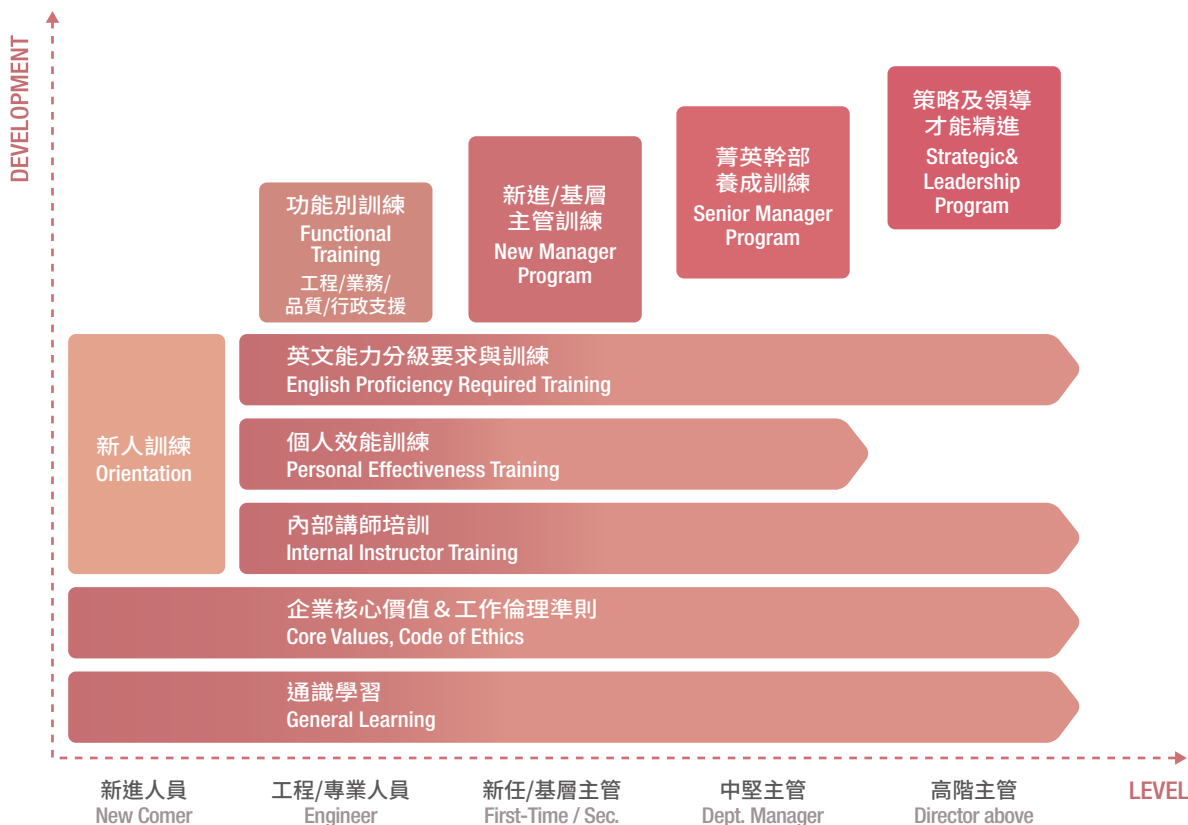 DEVELOPMENT
策略及領導
才能精進
Strategic&
Leadership
Program
菁英幹部
養成訓練
Senior Manager
Program
新進/基層
主管訓練
New Manager
Program
功能別訓練
Functional
Training
工程/業務/
品質/行政支援
新人訓練
Orientation
英文能力分級要求與訓練
English Proficiency Required Training
個人效能訓練
Personal Effectiveness Training
內部講師培訓
Internal Instructor Training
企業核心價值＆工作倫理準則
Core Values, Code of Ethics
通識學習
General Learning
新進人員
New Comer
工程/專業人員
Engineer
新任/基層主管
First-Time / Sec.
中堅主管
Dept. Manager
高階主管
Director above
LEVEL